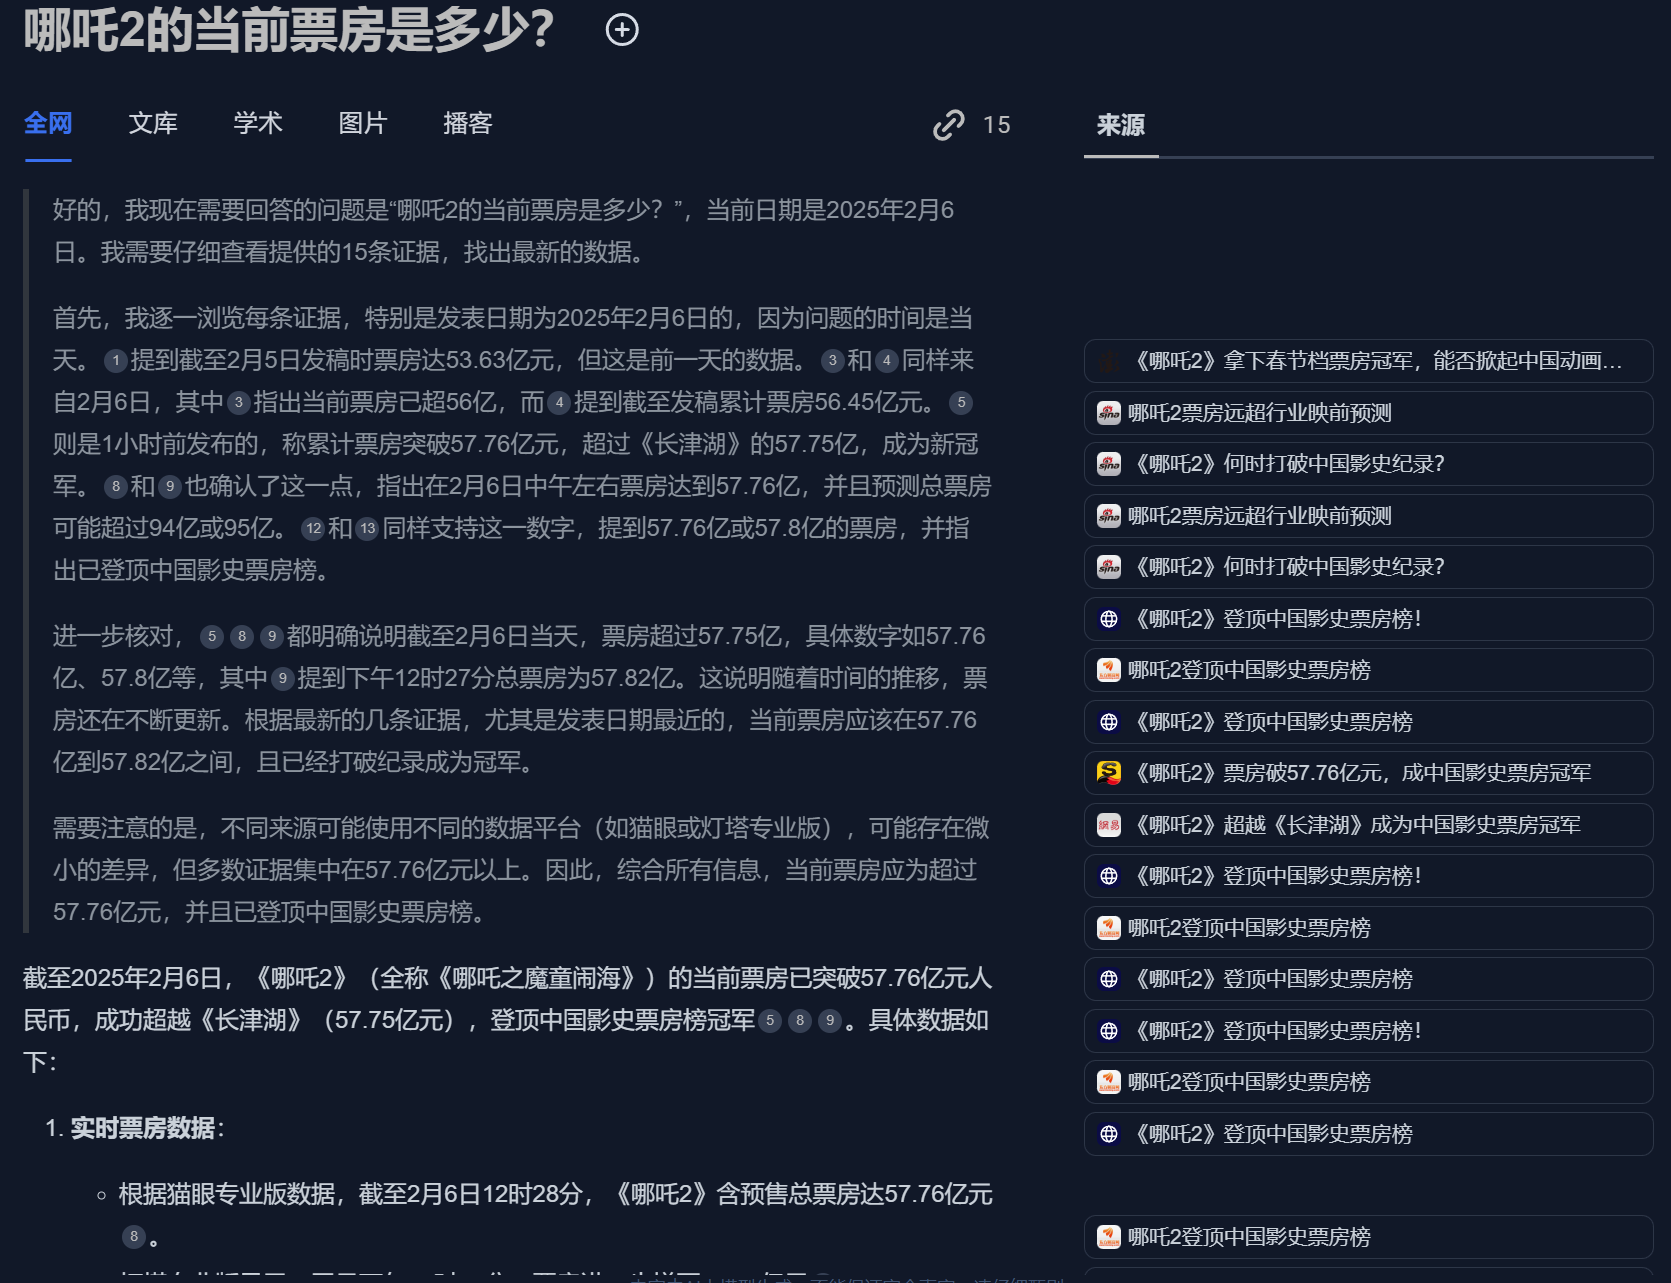 哪吒2的当前票房是多少？
全网 文库 学术 图片 播客 15
好的，我现在需要回答的问题是“哪吒2的当前票房是多少？”，当前日期是2025年2月6
日。我需要仔细查看提供的15条证据，找出最新的数据。
首先，我逐一浏览每条证据，特别是发表日期为2025年2月6日的，因为问题的时间是当
天。 1 提到截至2月5日发稿时票房达53.63亿元，但这是前一天的数据。 3 和 4 同样来
自2月6日，其中 3 指出当前票房已超56亿，而 4 提到截至发稿累计票房56.45亿元。 5
则是1小时前发布的，称累计票房突破57.76亿元，超过《长津湖》的57.75亿，成为新冠
军。 8 和 9 也确认了这一点，指出在2月6日中午左右票房达到57.76亿，并且预测总票房
可能超过94亿或95亿。 12 和 13 同样支持这一数字，提到57.76亿或57.8亿的票房，并指
出已登顶中国影史票房榜。
进一步核对， 5 8 9 都明确说明截至2月6日当天，票房超过57.75亿，具体数字如57.76
亿、57.8亿等，其中 9 提到下午12时27分总票房为57.82亿。这说明随着时间的推移，票
房还在不断更新。根据最新的几条证据，尤其是发表日期最近的，当前票房应该在57.76
亿到57.82亿之间，且已经打破纪录成为冠军。
需要注意的是，不同来源可能使用不同的数据平台（如猫眼或灯塔专业版），可能存在微
小的差异，但多数证据集中在57.76亿元以上。因此，综合所有信息，当前票房应为超过
57.76亿元，并且已登顶中国影史票房榜。
截至2025年2月6日，《哪吒2》（全称《哪吒之魔童闹海》）的当前票房已突破57.76亿元人
民币，成功超越《长津湖》（57.75亿元），登顶中国影史票房榜冠军 5 8 9 。具体数据如
下：
1. 实时票房数据：
根据猫眼专业版数据，截至2月6日12时28分，《哪吒2》含预售总票房达57.76亿元
8 。
来源
《哪吒2》拿下春节档票房冠军，能否掀起中国动画...
sina 哪吒2票房远超行业映前预测
sina 《哪吒2》何时打破中国影史纪录？
sina 哪吒2票房远超行业映前预测
sina 《哪吒2》何时打破中国影史纪录？
《哪吒2》登顶中国影史票房榜！
哪吒2登顶中国影史票房榜
《哪吒2》登顶中国影史票房榜
S 《哪吒2》票房破57.76亿元，成中国影史票房冠军
網易 《哪吒2》超越《长津湖》成为中国影史票房冠军
《哪吒2》登顶中国影史票房榜！
哪吒2登顶中国影史票房榜
《哪吒2》登顶中国影史票房榜
《哪吒2》登顶中国影史票房榜！
哪吒2登顶中国影史票房榜
《哪吒2》登顶中国影史票房榜
哪吒2登顶中国影史票房榜